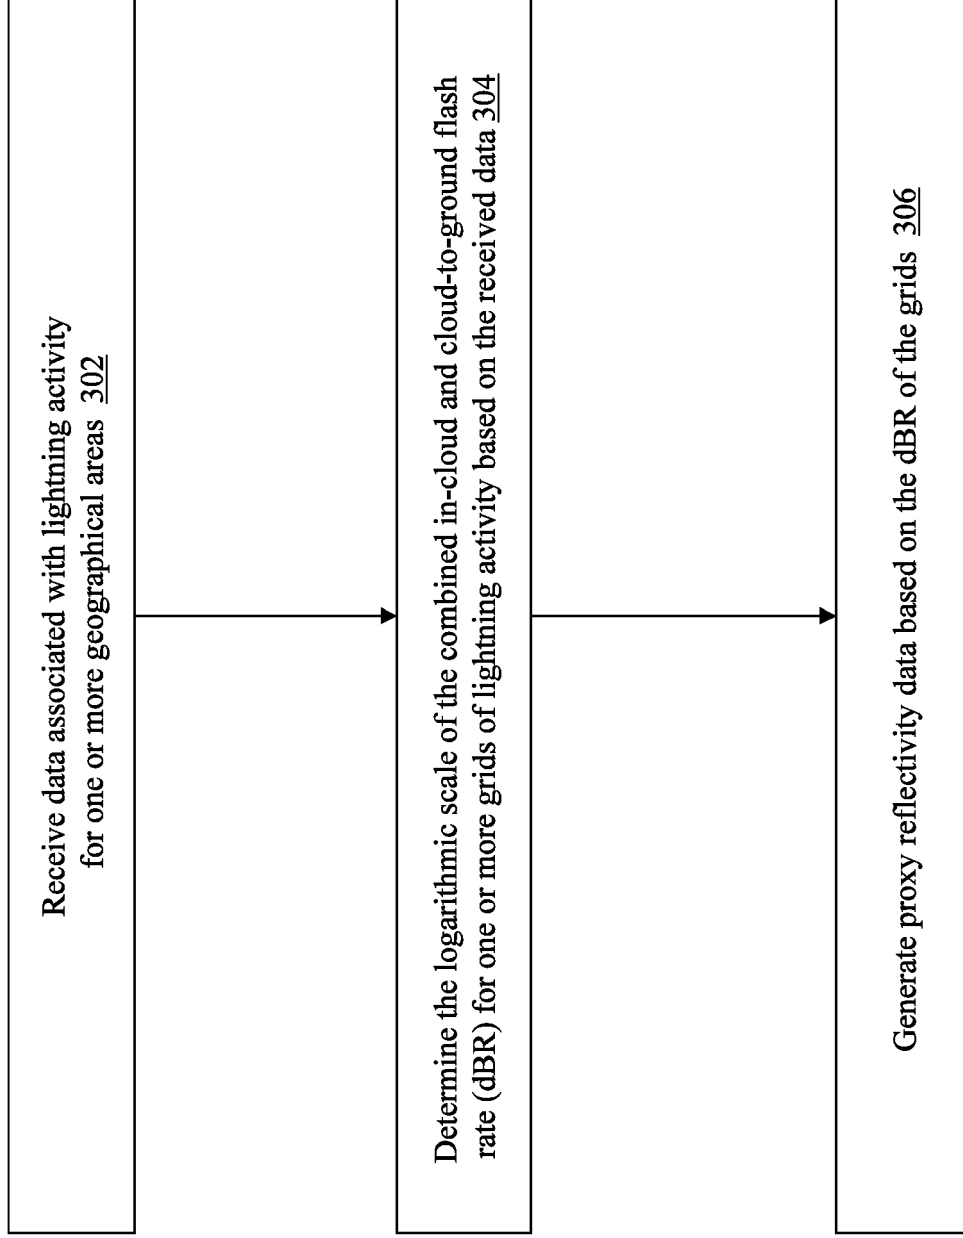 Receive data associated with lightning activity
for one or more geographical areas 302
Determine the logarithmic scale of the combined in-cloud and cloud-to-ground flash
rate (dBR) for one or more grids of lightning activity based on the received data 304
Generate proxy reflectivity data based on the dBR of the grids 306